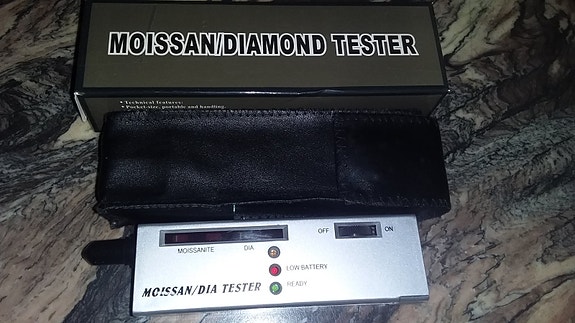 MOISSAN/DIAMOND TESTER
• Technical features:
• Pocket-size, portable and handling.
OFF ON
MOISSANITE DIA
LOW BATTERY
MOISSAN/DIA TESTER READY